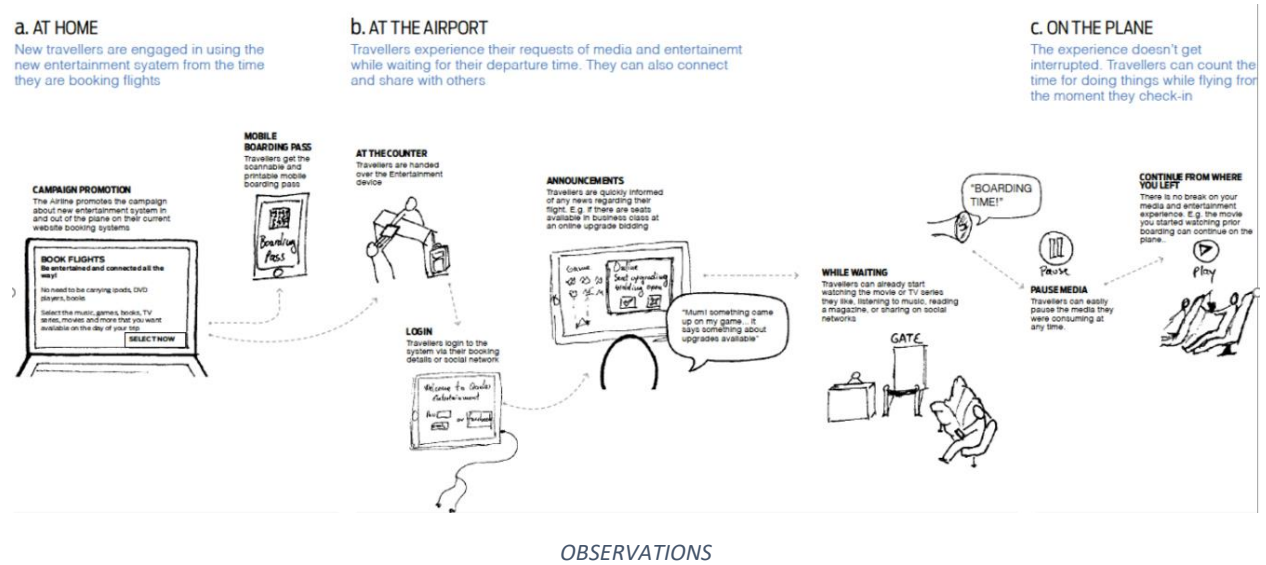 a. AT HOME
New travellers are engaged in using the
new entertainment syatem from the time
they are booking flights
CAMPAIGN PROMOTION
The Airline promotes the campaign
about new entertainment system in
and out of the plane on their current
website booking systems
BOOK FLIGHTS
Be entertained and connected all the
way!
No need to be carrying ipods, DVD
players, books
Select the music, games, books, TV
series, movies and more that you want
available on the day of your trip
SELECT NOW
MOBILE
BOARDING PASS
Travellers get the
scannable and
printable mobile
boarding pass
Boarding
Pass
b. AT THE AIRPORT
Travellers experience their requests of media and entertainemt
while waiting for their departure time. They can also connect
and share with others
AT THE COUNTER
Travellers are handed
over the Entertainment
device
LOGIN
Travellers login to the
system via their booking
details or social network
Welcome to
Entertainment
or Facebook
ANNOUNCEMENTS
Travellers are quickly informed
of any news regarding their
flight. E.g. if there are seats
available in business class at
an online upgrade bidding
Game
Online
Seat upgrading
bidding open
"Mum! something came
up on my game... it
says something about
upgrades available"
WHILE WAITING
Travellers can already start
watching the movie or TV series
they like, listening to music, reading
a magazine, or sharing on social
networks
GATE
"BOARDING
TIME!"
Pause
PAUSE MEDIA
Travellers can easily
pause the media they
were consuming at
any time.
c. ON THE PLANE
The experience doesn't get
interrupted. Travellers can count the
time for doing things while flying from
the moment they check-in
CONTINUE FROM WHERE
YOU LEFT
There is no break on your
media and entertainment
experience. E.g. the movie
you started watching prior
boarding can continue on the
plane..
Play
OBSERVATIONS